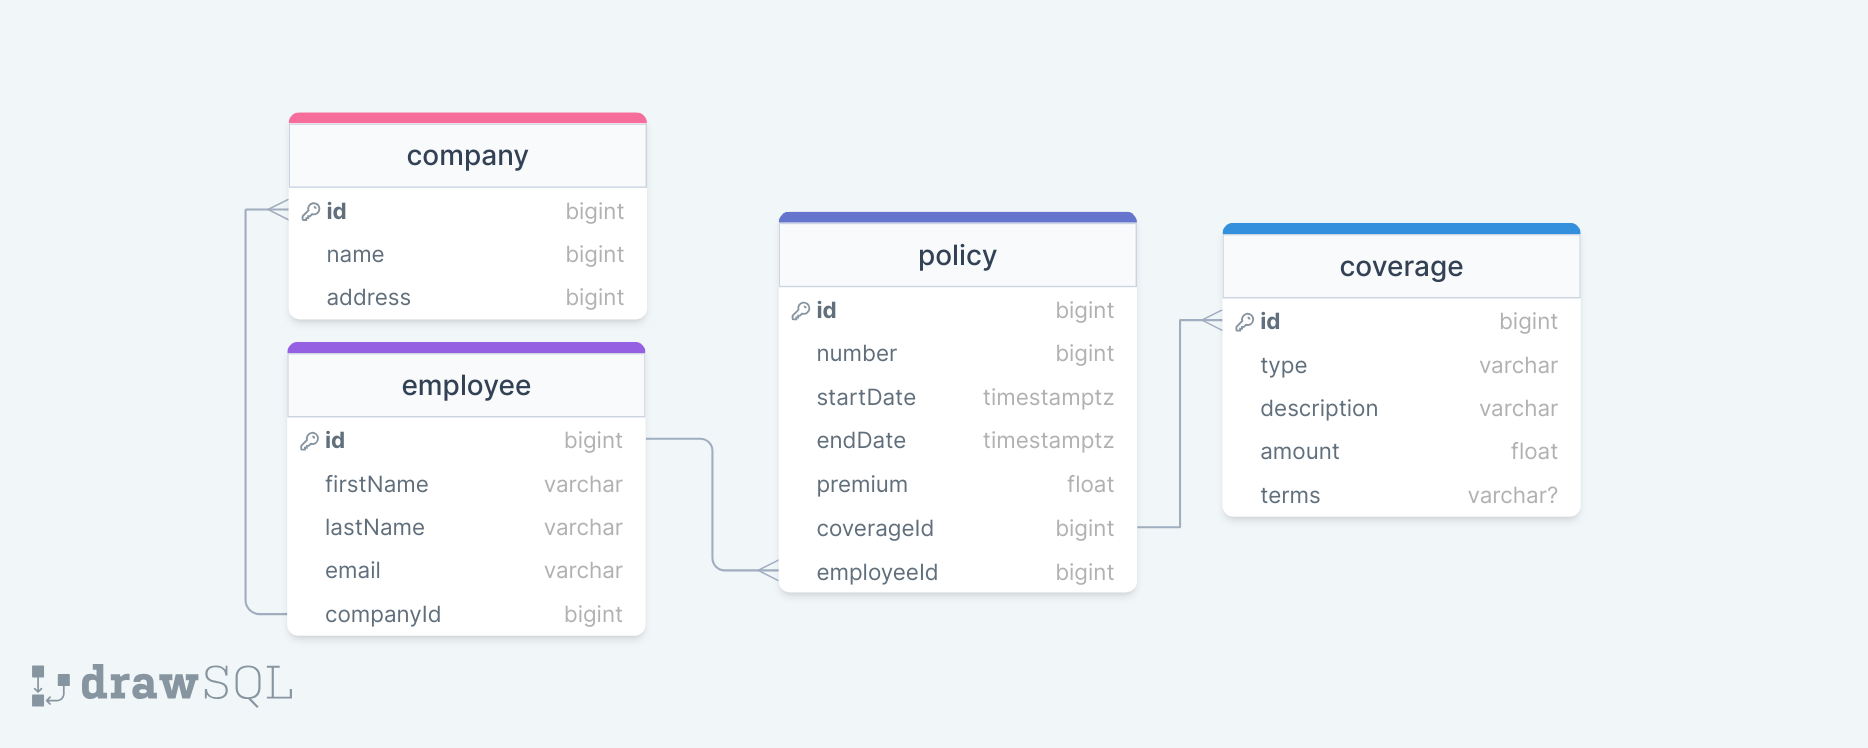 company
id bigint
name bigint
address bigint
employee
id bigint
firstName varchar
lastName varchar
email varchar
companyId bigint
policy
id bigint
number bigint
startDate timestamptz
endDate timestamptz
premium float
coverageId bigint
employeeId bigint
coverage
id bigint
type varchar
description varchar
amount float
terms varchar?
drawSQL